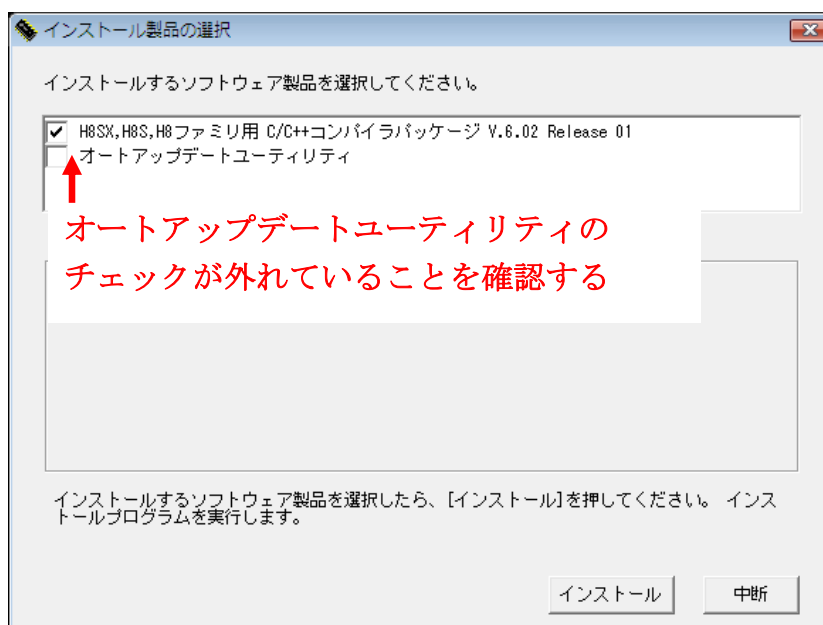 インストール製品の選択
インストールするソフトウェア製品を選択してください。
H8SX,H8S,H8ファミリ用 C/C++コンパイラパッケージ V.6.02 Release 01
オートアップデートユーティリティ
オートアップデートユーティリティの
チェックが外れていることを確認する
インストールするソフトウェア製品を選択したら、[インストール]を押してください。 インス
トールプログラムを実行します。
インストール
中断